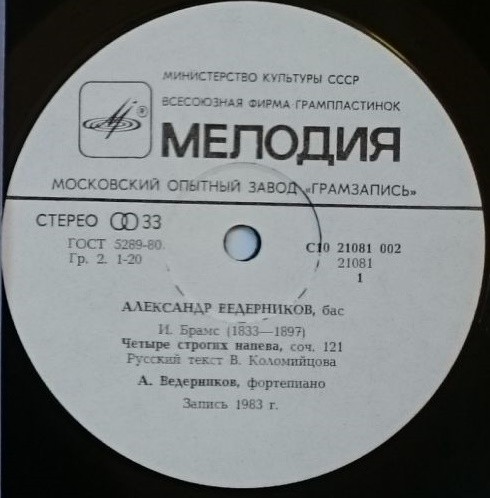 МИНИСТЕРСТВО КУЛЬТУРЫ СССР
ВСЕСОЮЗНАЯ ФИРМА ГРАМПЛАСТИНОК
®
МЕЛОДИЯ
МОСКОВСКИЙ ОПЫТНЫЙ ЗАВОД «ГРАМЗАПИСЬ»
СТЕРЕО 33
ГОСТ 5289-80.
Гр. 2. 1-20
С10 21081 002
21081
1
АЛЕКСАНДР ЕЕДЕРНИКОВ, бас
И. Брамс (1833—1897)
Четыре строгих напева, соч. 121
Русский текст В. Коломийцова
А. Ведерников, фортепиано
Запись 1983 г.